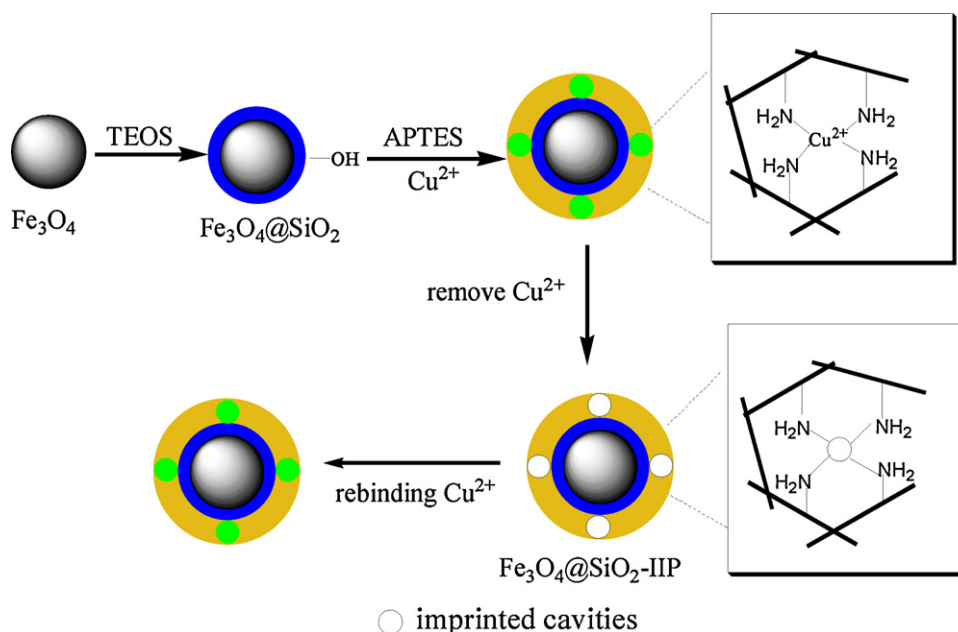 TEOS
Fe₃O₄
—OH
Fe₃O₄@SiO₂
APTES
Cu²⁺
H₂N
NH₂
Cu²⁺
H₂N
NH₂
remove Cu²⁺
rebinding Cu²⁺
Fe₃O₄@SiO₂-IIP
H₂N
NH₂
H₂N
NH₂
imprinted cavities